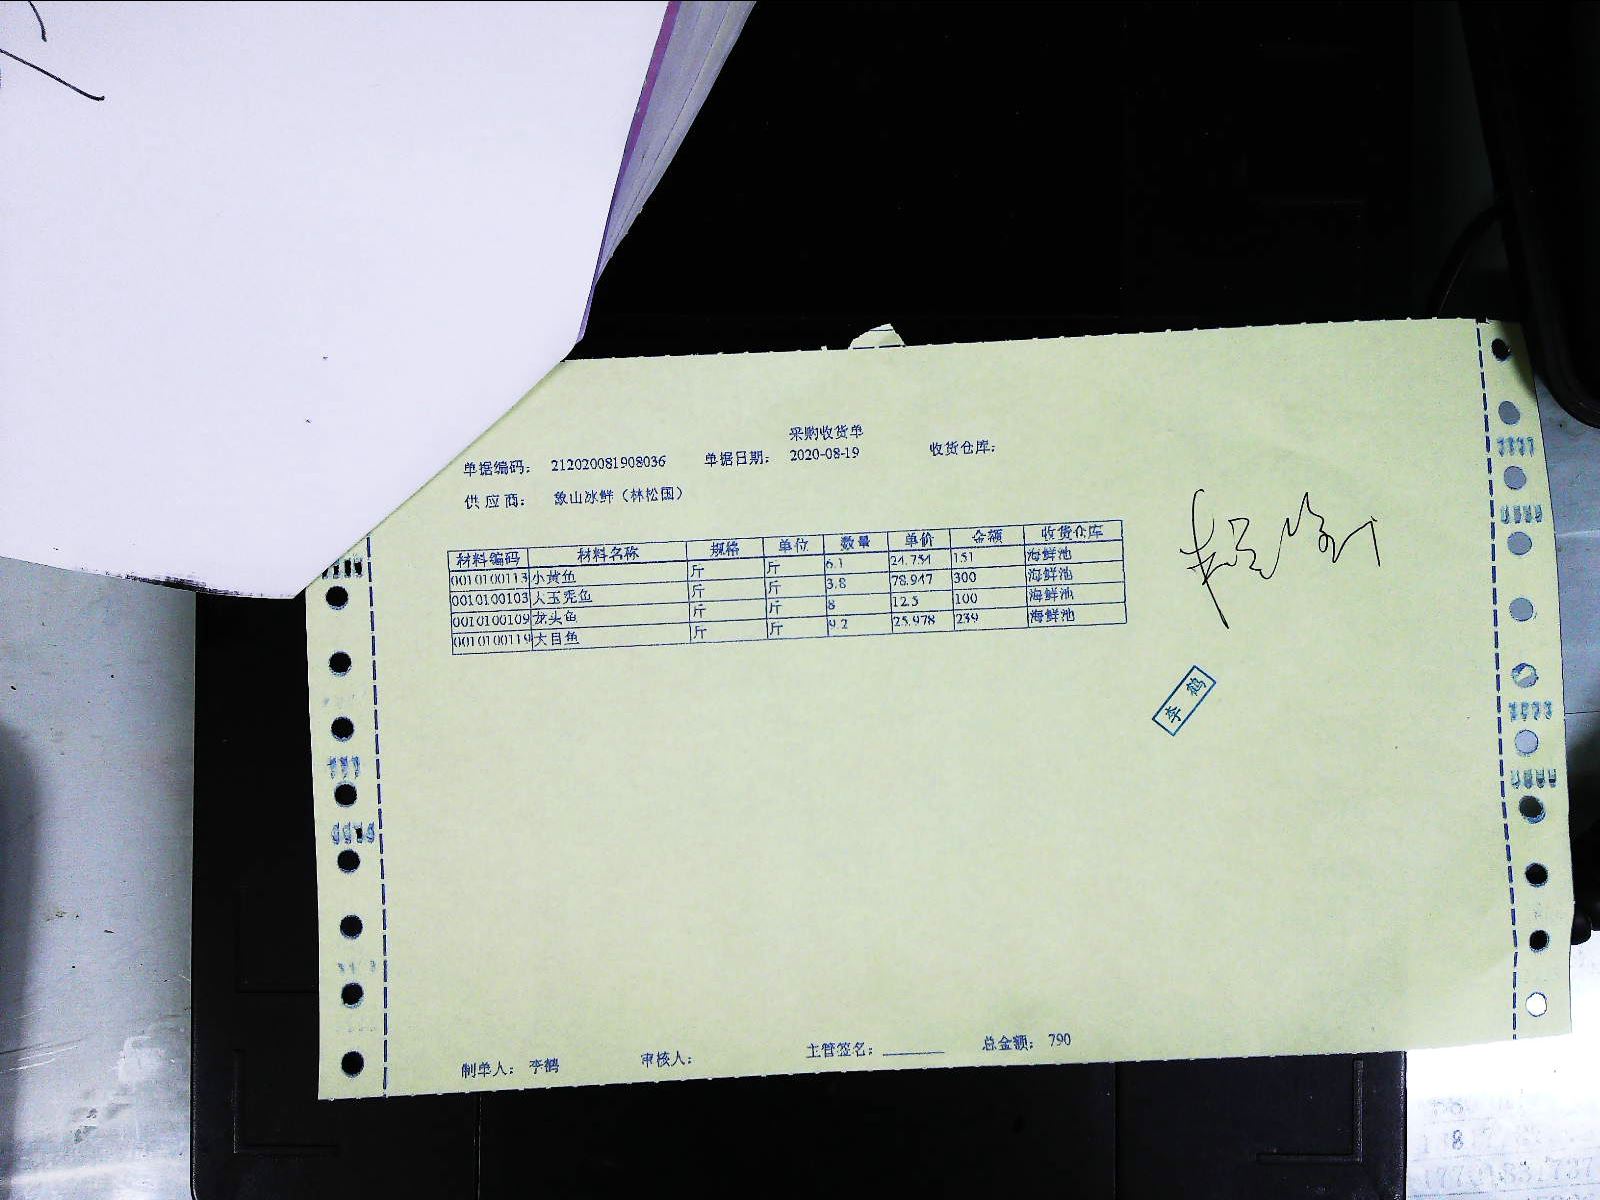 采购收货单
单据编码： 212020081908036 单据日期： 2020-08-19 收货仓库：
供应商： 象山冰鲜（林松国）
材料编码 材料名称 规格 单位 数量 单价 金额 收货仓库
0010100113 小黄鱼 斤 斤 6.1 24.754 151 海鲜池
0010100103 人玉秃鱼 斤 斤 3.8 78.947 300 海鲜池
0010100109 龙头鱼 斤 斤 8 12.5 100 海鲜池
0010100119 大目鱼 斤 斤 9.2 25.978 239 海鲜池
李鹤
制单人： 李鹤 审核人： 主管签名： 总金额： 790